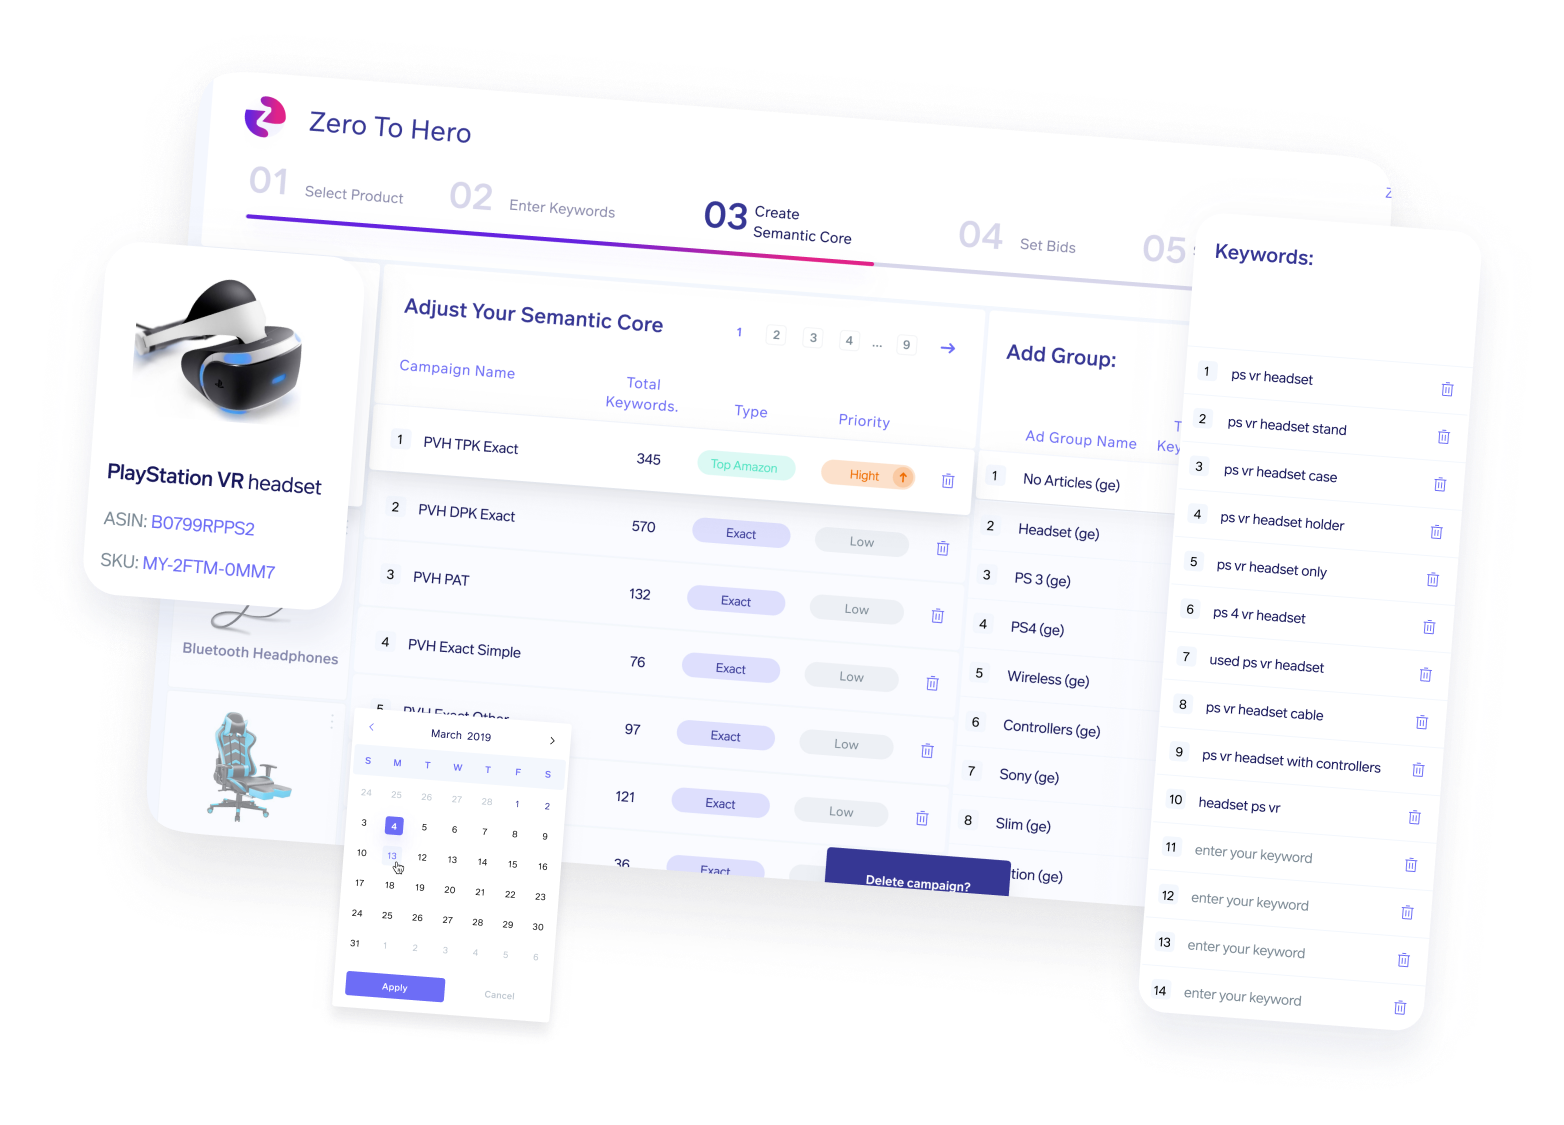 Zero To Hero
01 Select Product
02 Enter Keywords
03 Create
Semantic Core
04 Set Bids
05
Z
PlayStation VR headset
ASIN: B0799RPPS2
SKU: MY-2FTM-0MM7
Bluetooth Headphones
Adjust Your Semantic Core
1 2 3 4 ... 9
Campaign Name
Total
Keywords.
Type
Priority
1 PVH TPK Exact 345 Top Amazon Hight
2 PVH DPK Exact 570 Exact Low
3 PVH PAT 132 Exact Low
4 PVH Exact Simple 76 Exact Low
5 PVH Exact Other 97 Exact Low
121 Exact Low
36 Exact
Delete campaign?
March 2019
S M T W T F S
24 25 26 27 28 1 2
3 4 5 6 7 8 9
10 13 12 13 14 15 16
17 18 19 20 21 22 23
24 25 26 27 28 29 30
31 1 2 3 4 5 6
Apply Cancel
Add Group:
Ad Group Name
T
Key
1 No Articles (ge)
2 Headset (ge)
3 PS 3 (ge)
4 PS4 (ge)
5 Wireless (ge)
6 Controllers (ge)
7 Sony (ge)
8 Slim (ge)
tion (ge)
Keywords:
1 ps vr headset
2 ps vr headset stand
3 ps vr headset case
4 ps vr headset holder
5 ps vr headset only
6 ps 4 vr headset
7 used ps vr headset
8 ps vr headset cable
9 ps vr headset with controllers
10 headset ps vr
11 enter your keyword
12 enter your keyword
13 enter your keyword
14 enter your keyword